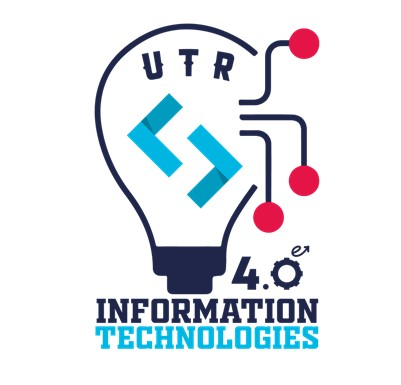 UTR
4.0
e
INFORMATION
TECHNOLOGIES